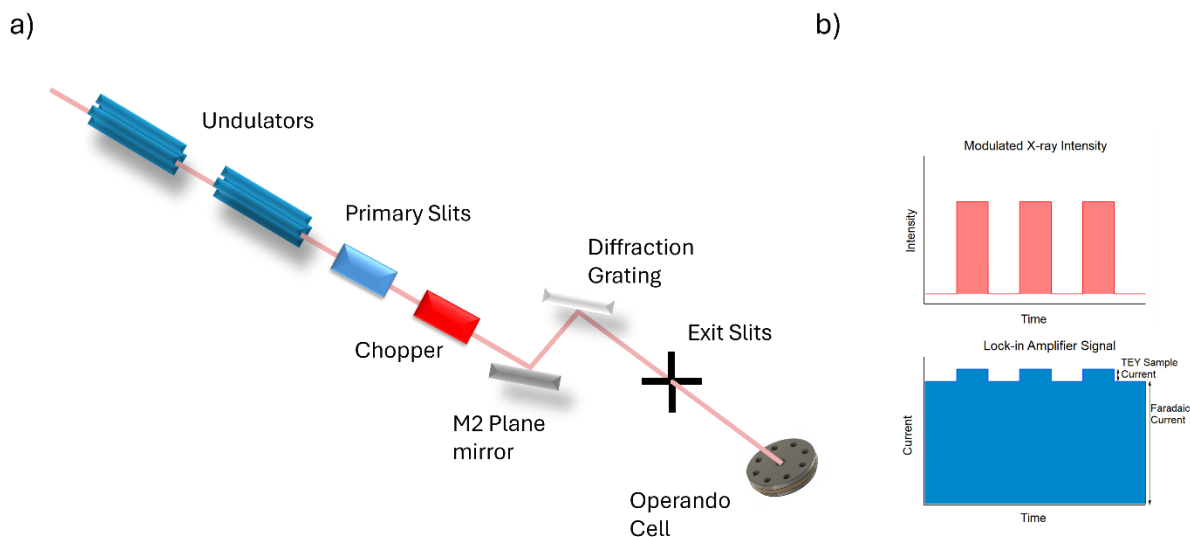 a)
Undulators
Primary Slits
Chopper
M2 Plane
mirror
Diffraction
Grating
Exit Slits
Operando
Cell
b)
Modulated X-ray Intensity
Intensity
Time
Lock-in Amplifier Signal
TEY Sample
Current
Faradaic
Current
Current
Time